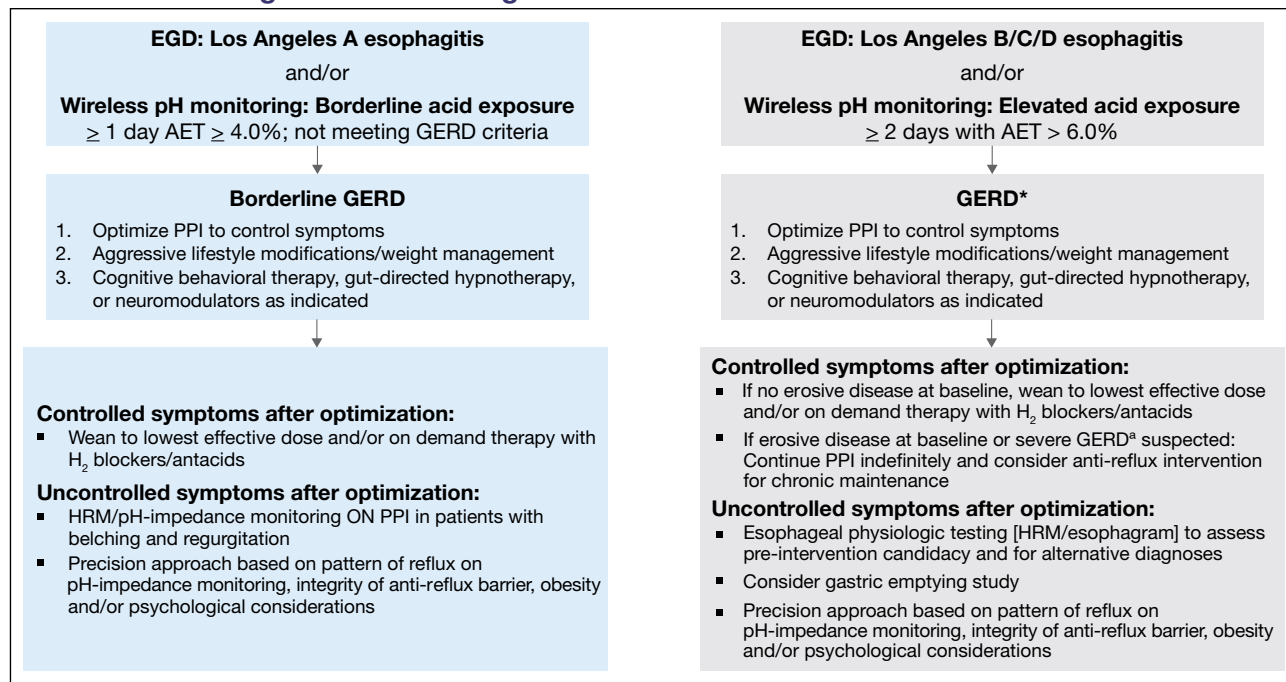 EGD: Los Angeles A esophagitis
and/or
Wireless pH monitoring: Borderline acid exposure
≥ 1 day AET ≥ 4.0%; not meeting GERD criteria
Borderline GERD
1. Optimize PPI to control symptoms
2. Aggressive lifestyle modifications/weight management
3. Cognitive behavioral therapy, gut-directed hypnotherapy,
or neuromodulators as indicated
Controlled symptoms after optimization:
▪ Wean to lowest effective dose and/or on demand therapy with
H₂ blockers/antacids
Uncontrolled symptoms after optimization:
▪ HRM/pH-impedance monitoring ON PPI in patients with
belching and regurgitation
▪ Precision approach based on pattern of reflux on
pH-impedance monitoring, integrity of anti-reflux barrier, obesity
and/or psychological considerations
EGD: Los Angeles B/C/D esophagitis
and/or
Wireless pH monitoring: Elevated acid exposure
≥ 2 days with AET > 6.0%
GERD*
1. Optimize PPI to control symptoms
2. Aggressive lifestyle modifications/weight management
3. Cognitive behavioral therapy, gut-directed hypnotherapy,
or neuromodulators as indicated
Controlled symptoms after optimization:
▪ If no erosive disease at baseline, wean to lowest effective dose
and/or on demand therapy with H₂ blockers/antacids
▪ If erosive disease at baseline or severe GERDᵃ suspected:
Continue PPI indefinitely and consider anti-reflux intervention
for chronic maintenance
Uncontrolled symptoms after optimization:
▪ Esophageal physiologic testing [HRM/esophagram] to assess
pre-intervention candidacy and for alternative diagnoses
▪ Consider gastric emptying study
▪ Precision approach based on pattern of reflux on
pH-impedance monitoring, integrity of anti-reflux barrier, obesity
and/or psychological considerations